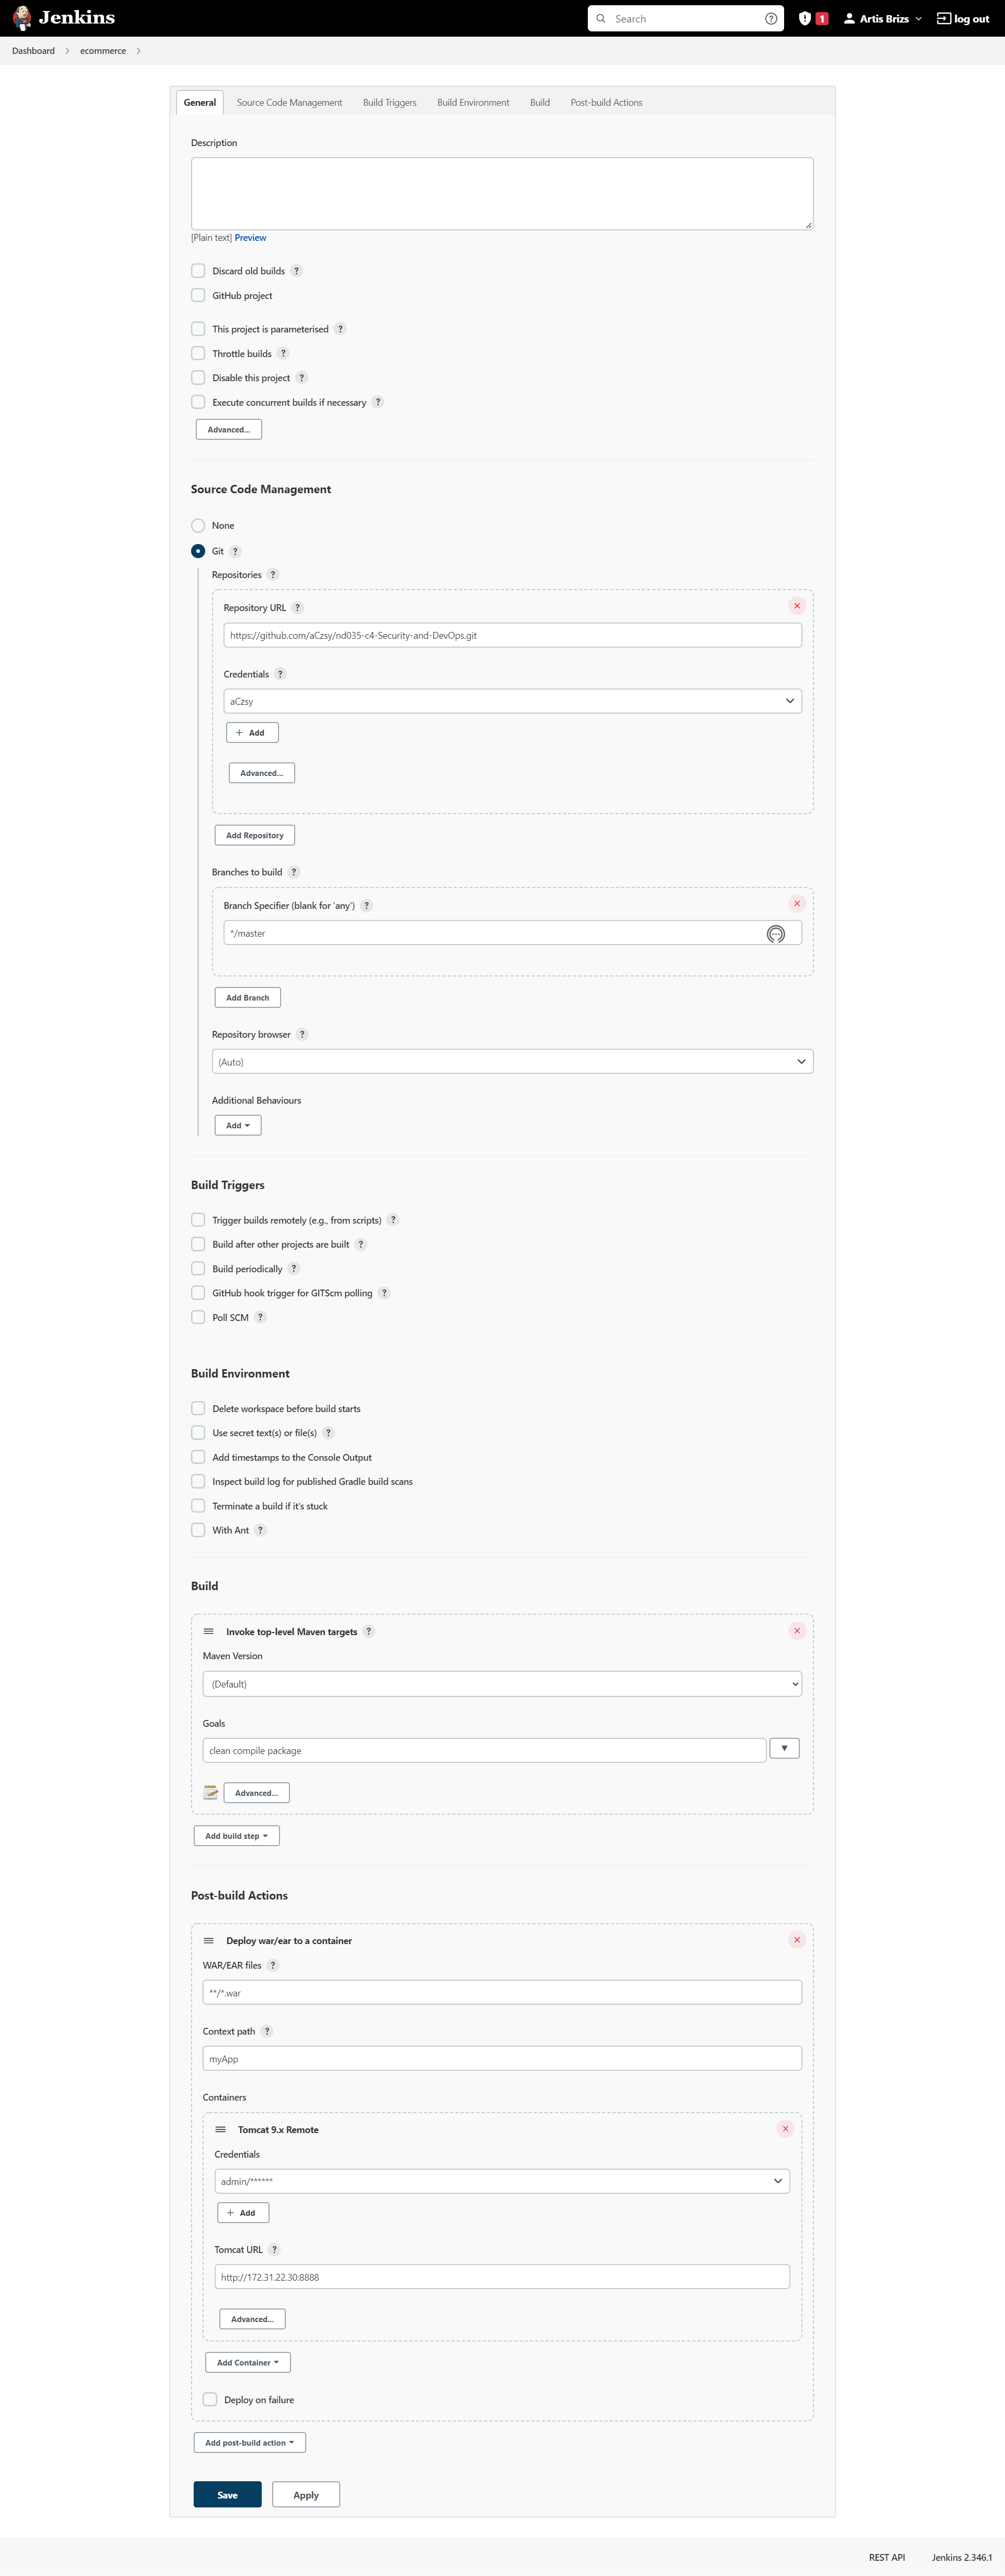 Jenkins
Search
1
Artis Brizs
log out
Dashboard
ecommerce
General
Source Code Management
Build Triggers
Build Environment
Build
Post-build Actions
Description
[Plain text] Preview
Discard old builds ?
GitHub project
This project is parameterised ?
Throttle builds ?
Disable this project ?
Execute concurrent builds if necessary ?
Advanced...
Source Code Management
None
Git ?
Repositories ?
Repository URL ?
https://github.com/aCzsy/nd035-c4-Security-and-DevOps.git
Credentials ?
aCzsy
+ Add
Advanced...
Add Repository
Branches to build ?
Branch Specifier (blank for 'any') ?
*/master
Add Branch
Repository browser ?
(Auto)
Additional Behaviours
Add
Build Triggers
Trigger builds remotely (e.g., from scripts) ?
Build after other projects are built ?
Build periodically ?
GitHub hook trigger for GITScm polling ?
Poll SCM ?
Build Environment
Delete workspace before build starts
Use secret text(s) or file(s) ?
Add timestamps to the Console Output
Inspect build log for published Gradle build scans
Terminate a build if it's stuck
With Ant ?
Build
Invoke top-level Maven targets ?
Maven Version
(Default)
Goals
clean compile package
Advanced...
Add build step
Post-build Actions
Deploy war/ear to a container
WAR/EAR files ?
**/*.war
Context path ?
myApp
Containers
Tomcat 9.x Remote
Credentials
admin/******
+ Add
Tomcat URL ?
http://172.31.22.30:8888
Advanced...
Add Container
Deploy on failure
Add post-build action
Save
Apply
REST API
Jenkins 2.346.1